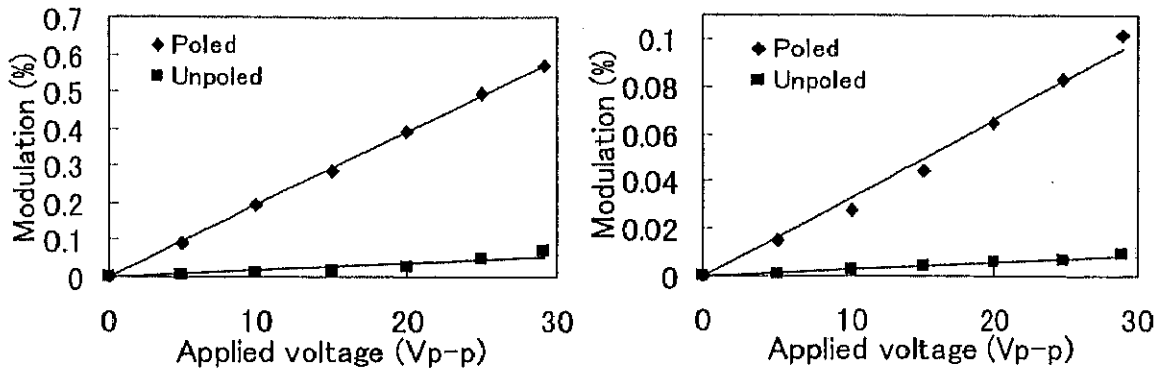 0.7
0.6
0.5
0.4
0.3
0.2
0.1
0
Modulation (%)
Poled
Unpoled
0 10 20 30
Applied voltage (Vp-p)
0.1
0.08
0.06
0.04
0.02
0
Modulation (%)
Poled
Unpoled
0 10 20 30
Applied voltage (Vp-p)